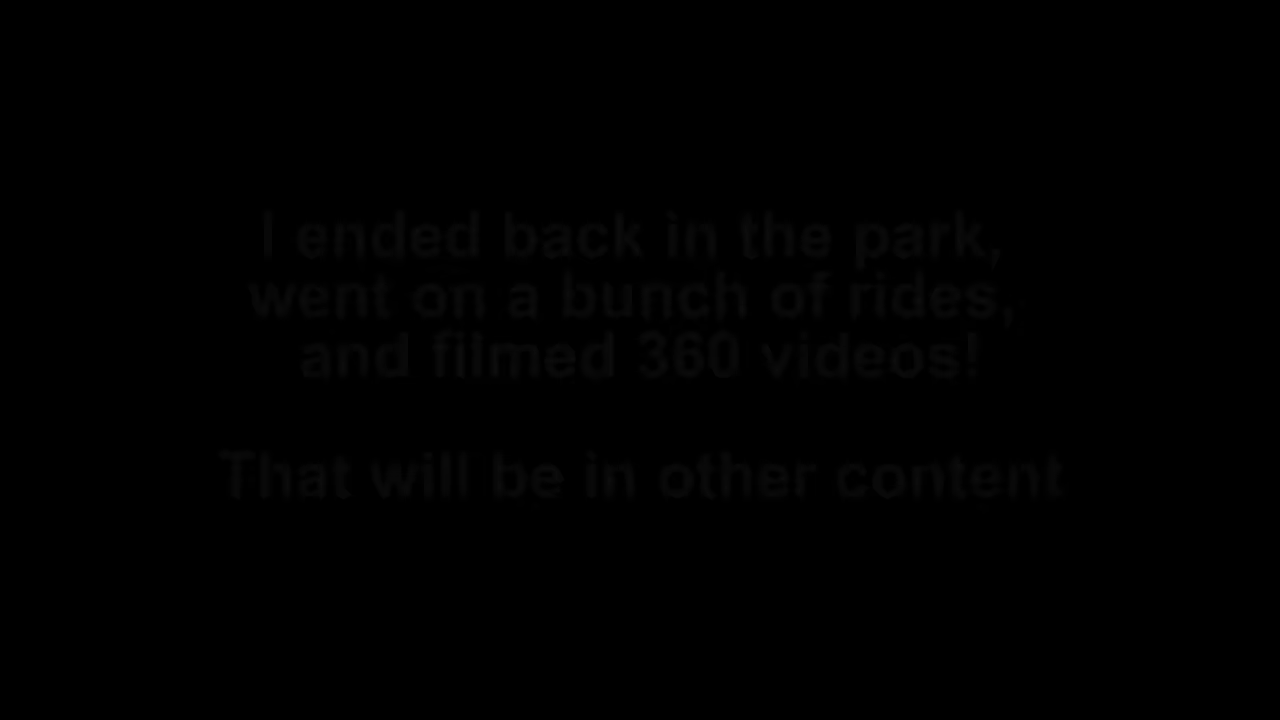 I ended back in the park,
went on a bunch of rides,
and filmed 360 videos!
That will be in other content